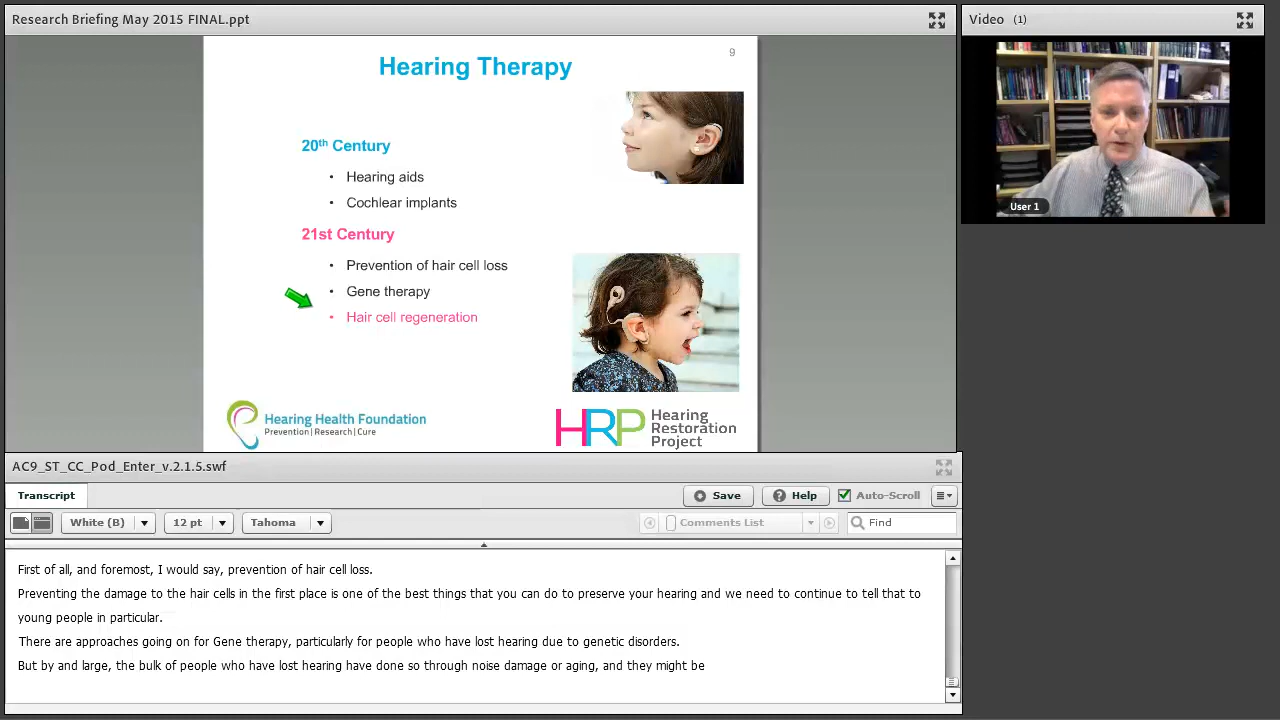 Research Briefing May 2015 FINAL.ppt
Video (1)
9
Hearing Therapy
20th Century
• Hearing aids
• Cochlear implants
21st Century
• Prevention of hair cell loss
• Gene therapy
• Hair cell regeneration
Hearing Health Foundation
Prevention|Research|Cure
HRP Hearing
Restoration
Project
User 1
AC9_ST_CC_Pod_Enter_v.2.1.5.swf
Transcript
Save
Help
Auto-Scroll
White (B)
12 pt
Tahoma
Comments List
Find
First of all, and foremost, I would say, prevention of hair cell loss.
Preventing the damage to the hair cells in the first place is one of the best things that you can do to preserve your hearing and we need to continue to tell that to
young people in particular.
There are approaches going on for Gene therapy, particularly for people who have lost hearing due to genetic disorders.
But by and large, the bulk of people who have lost hearing have done so through noise damage or aging, and they might be